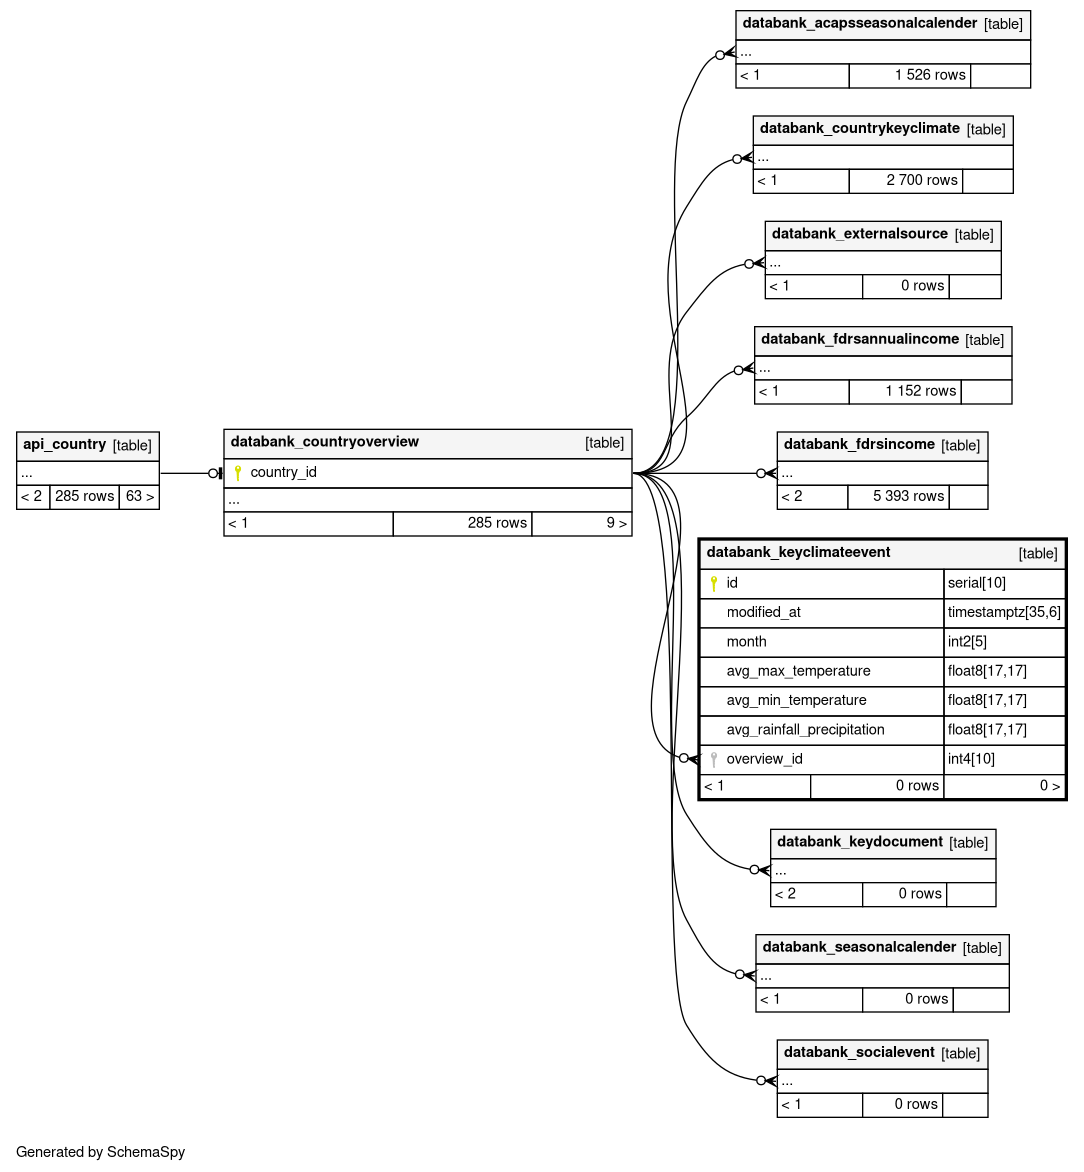 databank_acapsseasonalcalender [table]
...
< 1 1 526 rows
databank_countrykeyclimate [table]
...
< 1 2 700 rows
databank_externalsource [table]
...
< 1 0 rows
databank_fdrsannualincome [table]
...
< 1 1 152 rows
api_country [table]
...
< 2 285 rows 63 >
databank_countryoverview [table]
country_id
...
< 1 285 rows 9 >
databank_fdrsincome [table]
...
< 2 5 393 rows
databank_keyclimateevent [table]
id serial[10]
modified_at timestamptz[35,6]
month int2[5]
avg_max_temperature float8[17,17]
avg_min_temperature float8[17,17]
avg_rainfall_precipitation float8[17,17]
overview_id int4[10]
< 1 0 rows 0 >
databank_keydocument [table]
...
< 2 0 rows
databank_seasonalcalender [table]
...
< 1 0 rows
databank_socialevent [table]
...
< 1 0 rows
Generated by SchemaSpy